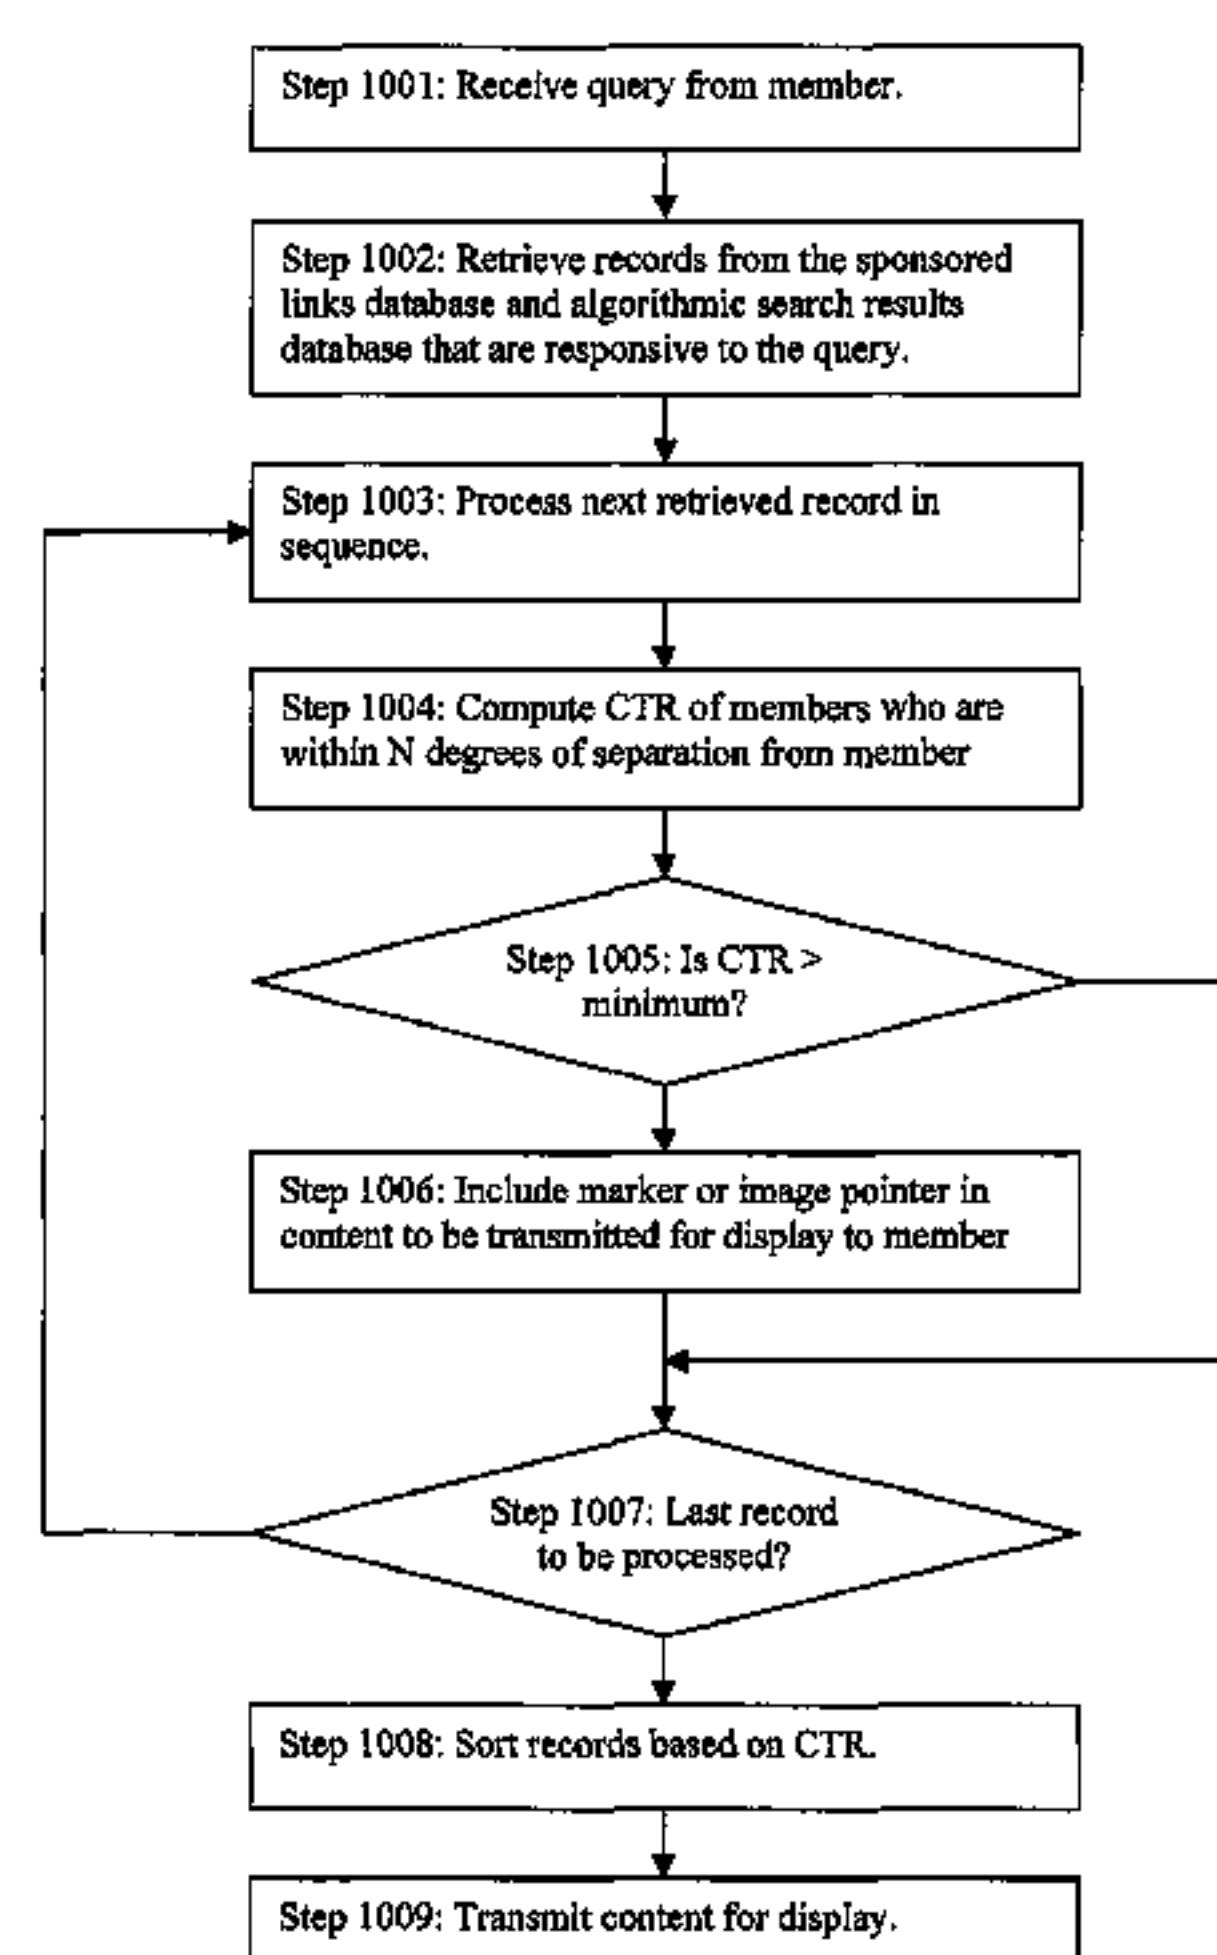 Step 1001: Receive query from member.
Step 1002: Retrieve records from the sponsored
links database and algorithmic search results
database that are responsive to the query.
Step 1003: Process next retrieved record in
sequence.
Step 1004: Compute CTR of members who are
within N degrees of separation from member
Step 1005: Is CTR >
minimum?
Step 1006: Include marker or image pointer in
content to be transmitted for display to member
Step 1007: Last record
to be processed?
Step 1008: Sort records based on CTR.
Step 1009: Transmit content for display.